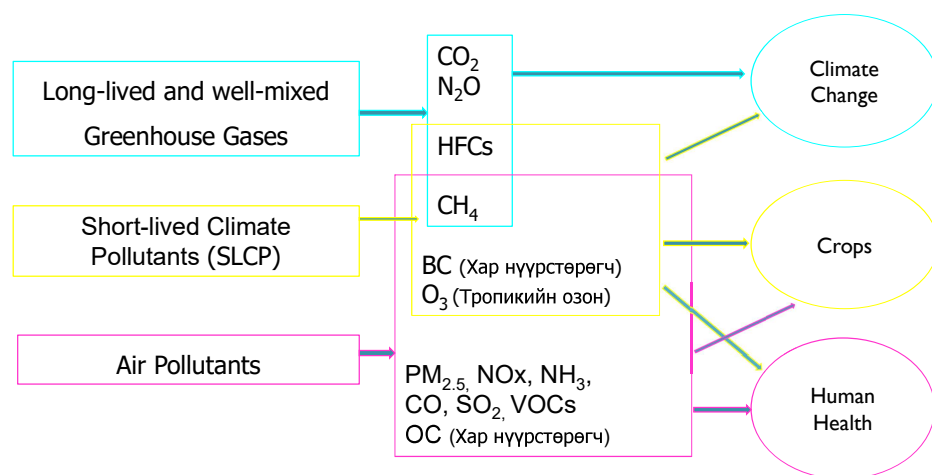 Long-lived and well-mixed
Greenhouse Gases
Short-lived Climate
Pollutants (SLCP)
Air Pollutants
CO₂
N₂O
HFCs
CH₄
BC (Хар нүүрстөрөгч)
O₃ (Тропикийн озон)
PM₂.₅, NOx, NH₃,
CO, SO₂, VOCs
OC (Хар нүүрстөрөгч)
Climate
Change
Crops
Human
Health